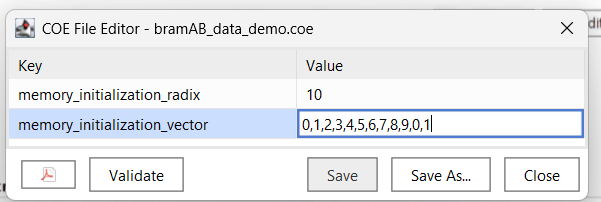 COE File Editor - bramAB_data_demo.coe
Key Value
memory_initialization_radix 10
memory_initialization_vector 0,1,2,3,4,5,6,7,8,9,0,1
Validate Save Save As... Close